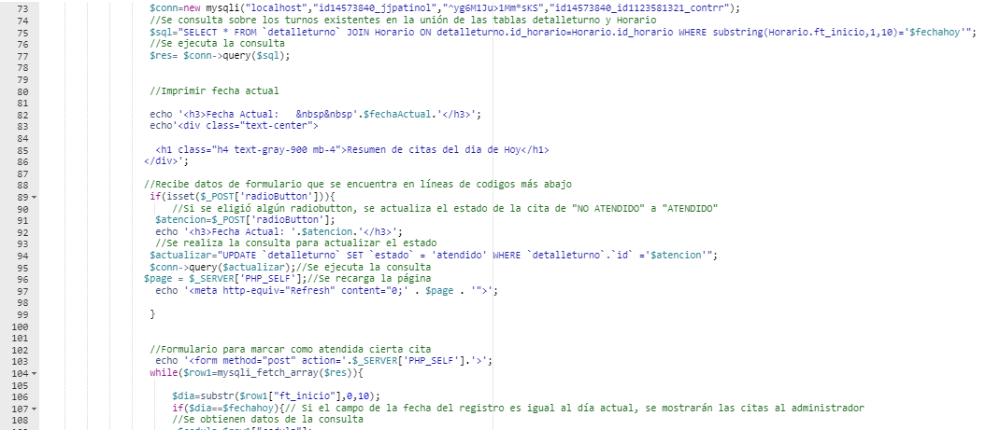 73 $conn=new mysqli("localhost","id14573840_jjpatinol","^yg6M1Ju>1Mm*sKS","id14573840_id1123581321_contrr");
74 //Se consulta sobre los turnos existentes en la unión de las tablas detalleturno y Horario
75 $sql="SELECT * FROM `detalleturno` JOIN Horario ON detalleturno.id_horario=Horario.id_horario WHERE substring(Horario.ft_inicio,1,10)='$fechahoy'";
76 //Se ejecuta la consulta
77 $res= $conn->query($sql);
78
79
80 //Imprimir fecha actual
81
82 echo '<h3>Fecha Actual:   &nbsp&nbsp'.$fechaActual.'</h3>';
83 echo'<div class="text-center">
84
85 <h1 class="h4 text-gray-900 mb-4">Resumen de citas del dia de Hoy</h1>
86 </div>';
87
88 //Recibe datos de formulario que se encuentra en líneas de codigos más abajo
89 if(isset($_POST['radioButton'])){
90 //Si se eligió algún radiobutton, se actualiza el estado de la cita de "NO ATENDIDO" a "ATENDIDO"
91 $atencion=$_POST['radioButton'];
92 echo '<h3>Fecha Actual: '.$atencion.'</h3>';
93 //Se realiza la consulta para actualizar el estado
94 $actualizar="UPDATE `detalleturno` SET `estado` = 'atendido' WHERE `detalleturno`.`id` ='$atencion'";
95 $conn->query($actualizar);//Se ejecuta la consulta
96 $page = $_SERVER['PHP_SELF'];//Se recarga la página
97 echo '<meta http-equiv="Refresh" content="0;' . $page . '">';
98
99 }
100
101
102 //Formulario para marcar como atendida cierta cita
103 echo '<form method="post" action='.$_SERVER['PHP_SELF'].'>';
104 while($row1=mysqli_fetch_array($res)){
105
106 $dia=substr($row1["ft_inicio"],0,10);
107 if($dia==$fechahoy){// Si el campo de la fecha del registro es igual al día actual, se mostrarán las citas al administrador
108 //Se obtienen datos de la consulta